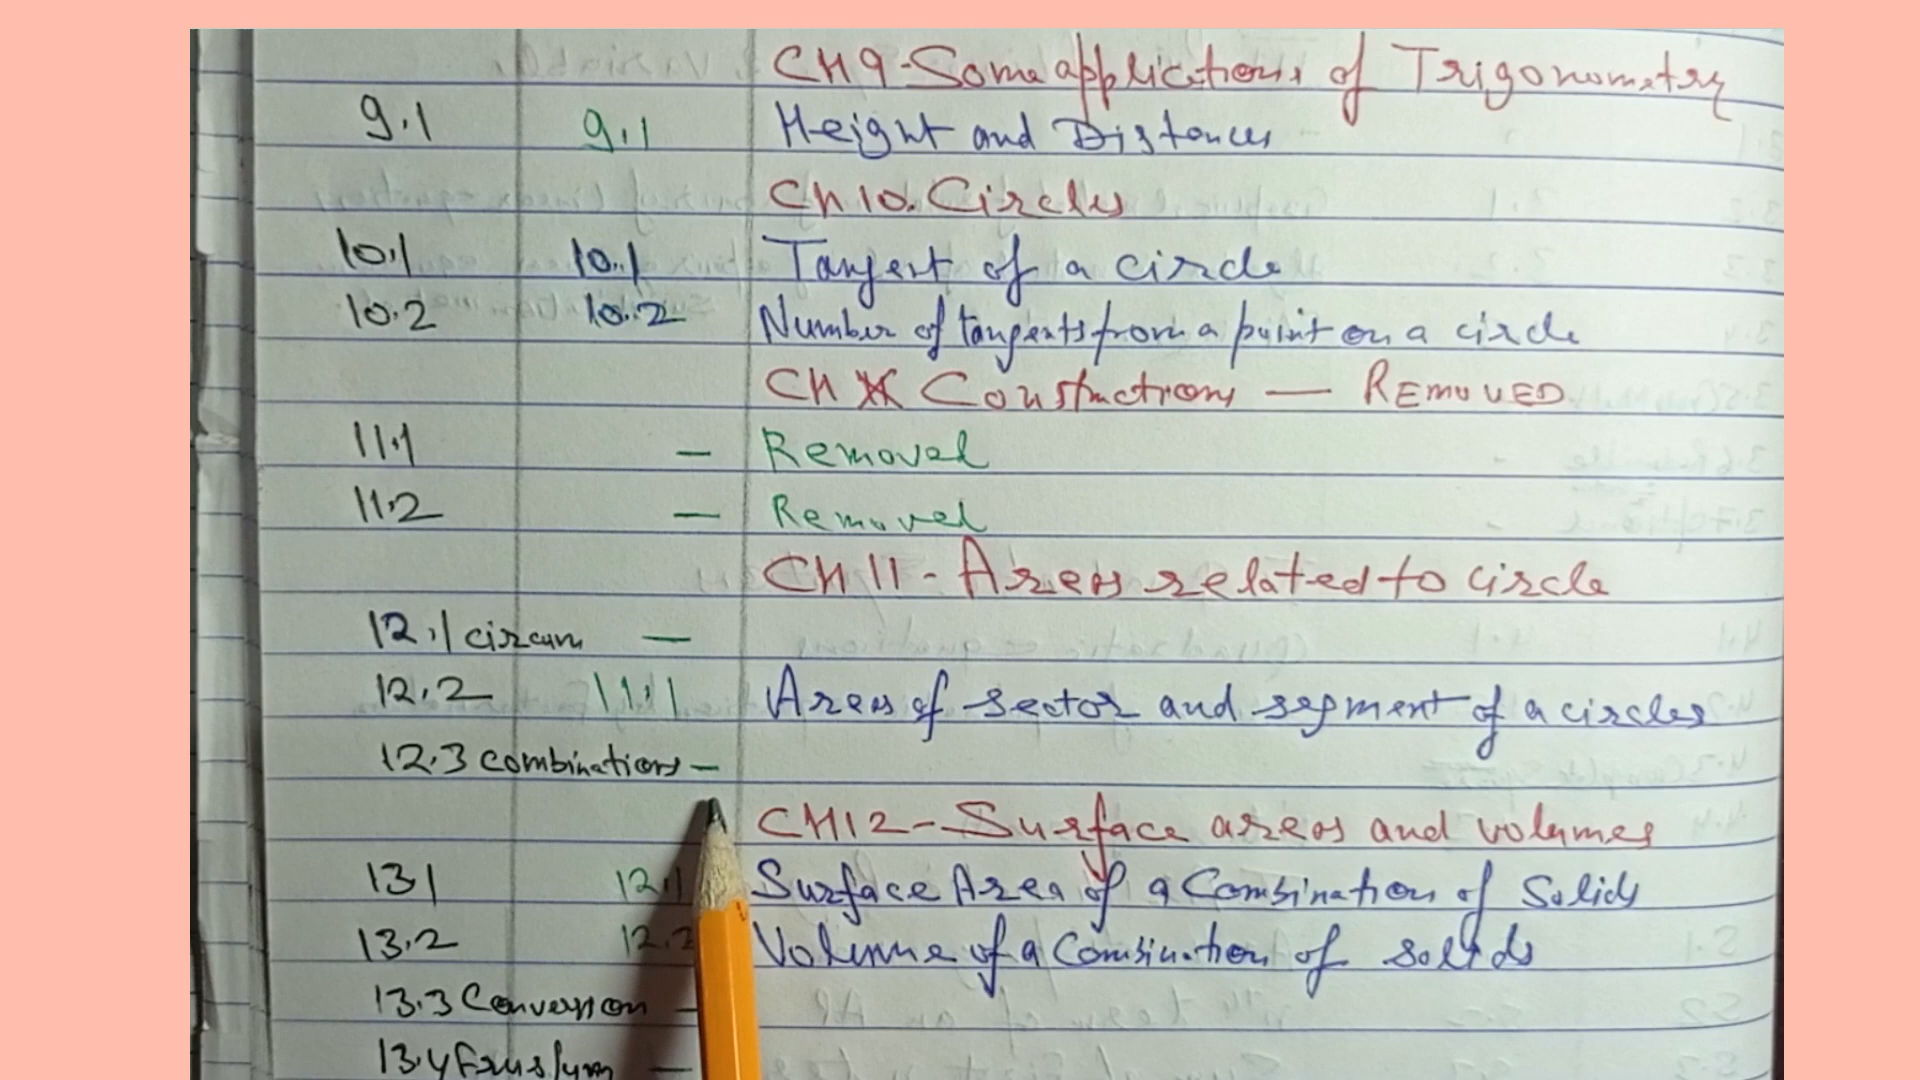 CH9-Some applications of Trigonometry
9.1 9.1 Height and Distances
CH10. Circles
10.1 10.1 Tangent of a circle
10.2 10.2 Number of tangents from a point on a circle
CH Constructions — REMOVED
11.1 — Removed
11.2 — Removed
CH 11 - Areas related to circle
12.1 circum —
12.2 11.1 Areas of sector and segment of a circles
12.3 combinations —
CH12 - Surface areas and volumes
13.1 12.1 Surface Area of a Combination of Solids
13.2 12.2 Volume of a Combination of solids
13.3 Conversion —
13.4 —